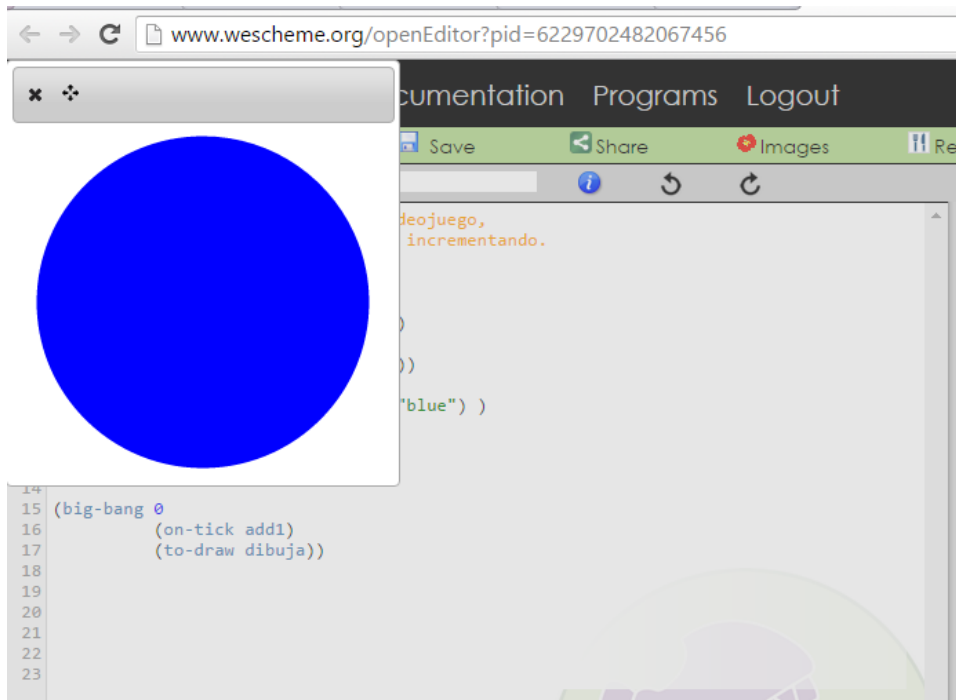 www.wescheme.org/openEditor?pid=6229702482067456
cumentation Programs Logout
Save Share Images Re
deojuego,
incrementando.
)
))
"blue") )
14
15 (big-bang 0
16 (on-tick add1)
17 (to-draw dibuja))
18
19
20
21
22
23